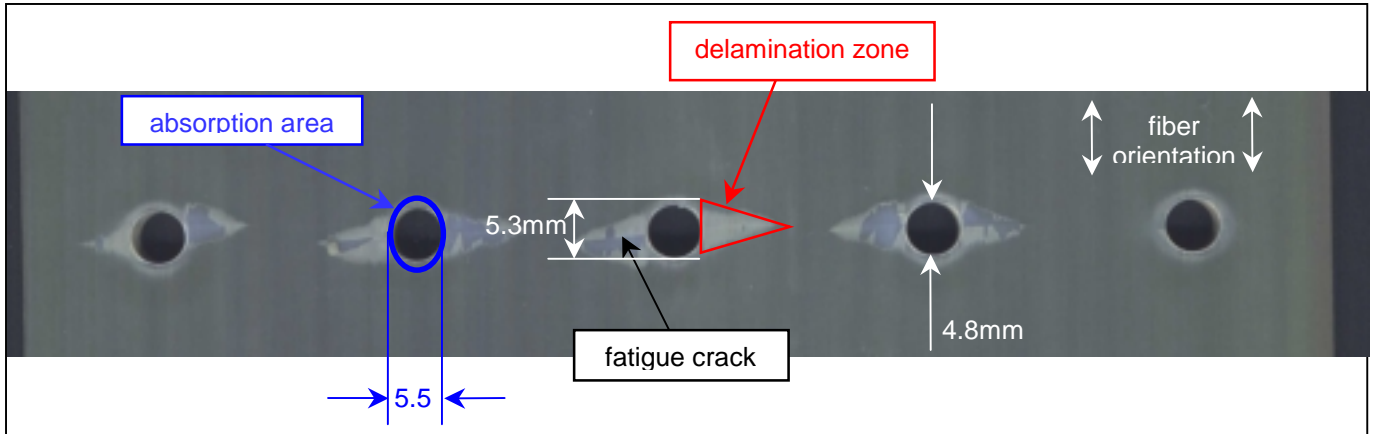 delamination zone
absorption area
fiber
orientation
5.3mm
4.8mm
fatigue crack
5.5